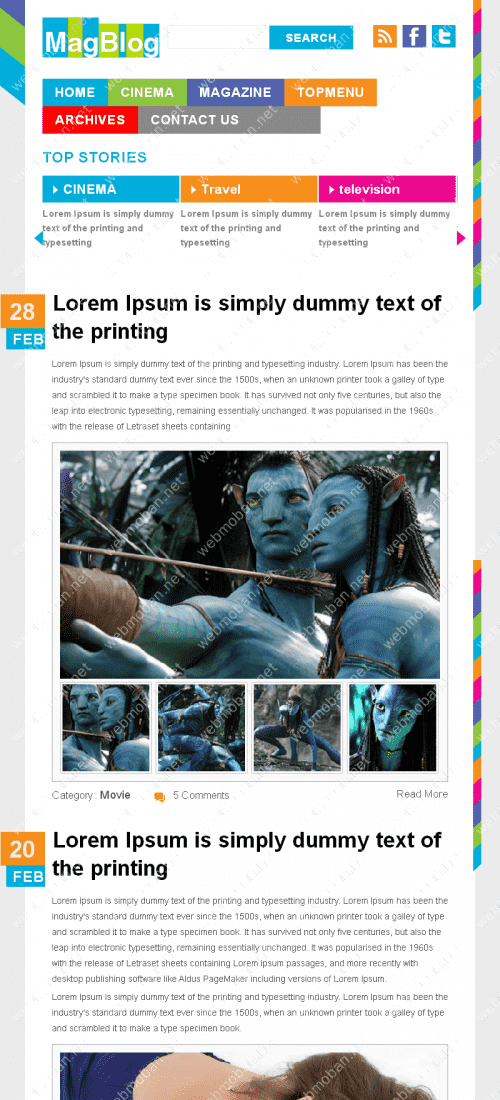 MagBlog
SEARCH
HOME CINEMA MAGAZINE TOPMENU
ARCHIVES CONTACT US
TOP STORIES
CINEMA Travel television
Lorem Ipsum is simply dummy Lorem Ipsum is simply dummy Lorem Ipsum is simply dummy
text of the printing and text of the printing and text of the printing and
typesetting typesetting typesetting
28
FEB
Lorem Ipsum is simply dummy text of
the printing
Lorem Ipsum is simply dummy text of the printing and typesetting industry. Lorem Ipsum has been the
industry's standard dummy text ever since the 1500s, when an unknown printer took a galley of type
and scrambled it to make a type specimen book. It has survived not only five centuries, but also the
leap into electronic typesetting, remaining essentially unchanged. It was popularised in the 1960s
with the release of Letraset sheets containing
webmoban.net
Category: Movie 5 Comments Read More
20
FEB
Lorem Ipsum is simply dummy text of
the printing
Lorem Ipsum is simply dummy text of the printing and typesetting industry. Lorem Ipsum has been the
industry's standard dummy text ever since the 1500s, when an unknown printer took a galley of type
and scrambled it to make a type specimen book. It has survived not only five centuries, but also the
leap into electronic typesetting, remaining essentially unchanged. It was popularised in the 1960s
with the release of Letraset sheets containing Lorem Ipsum passages, and more recently with
desktop publishing software like Aldus PageMaker including versions of Lorem Ipsum.
Lorem Ipsum is simply dummy text of the printing and typesetting industry. Lorem Ipsum has been the
industry's standard dummy text ever since the 1500s, when an unknown printer took a galley of type
and scrambled it to make a type specimen book.